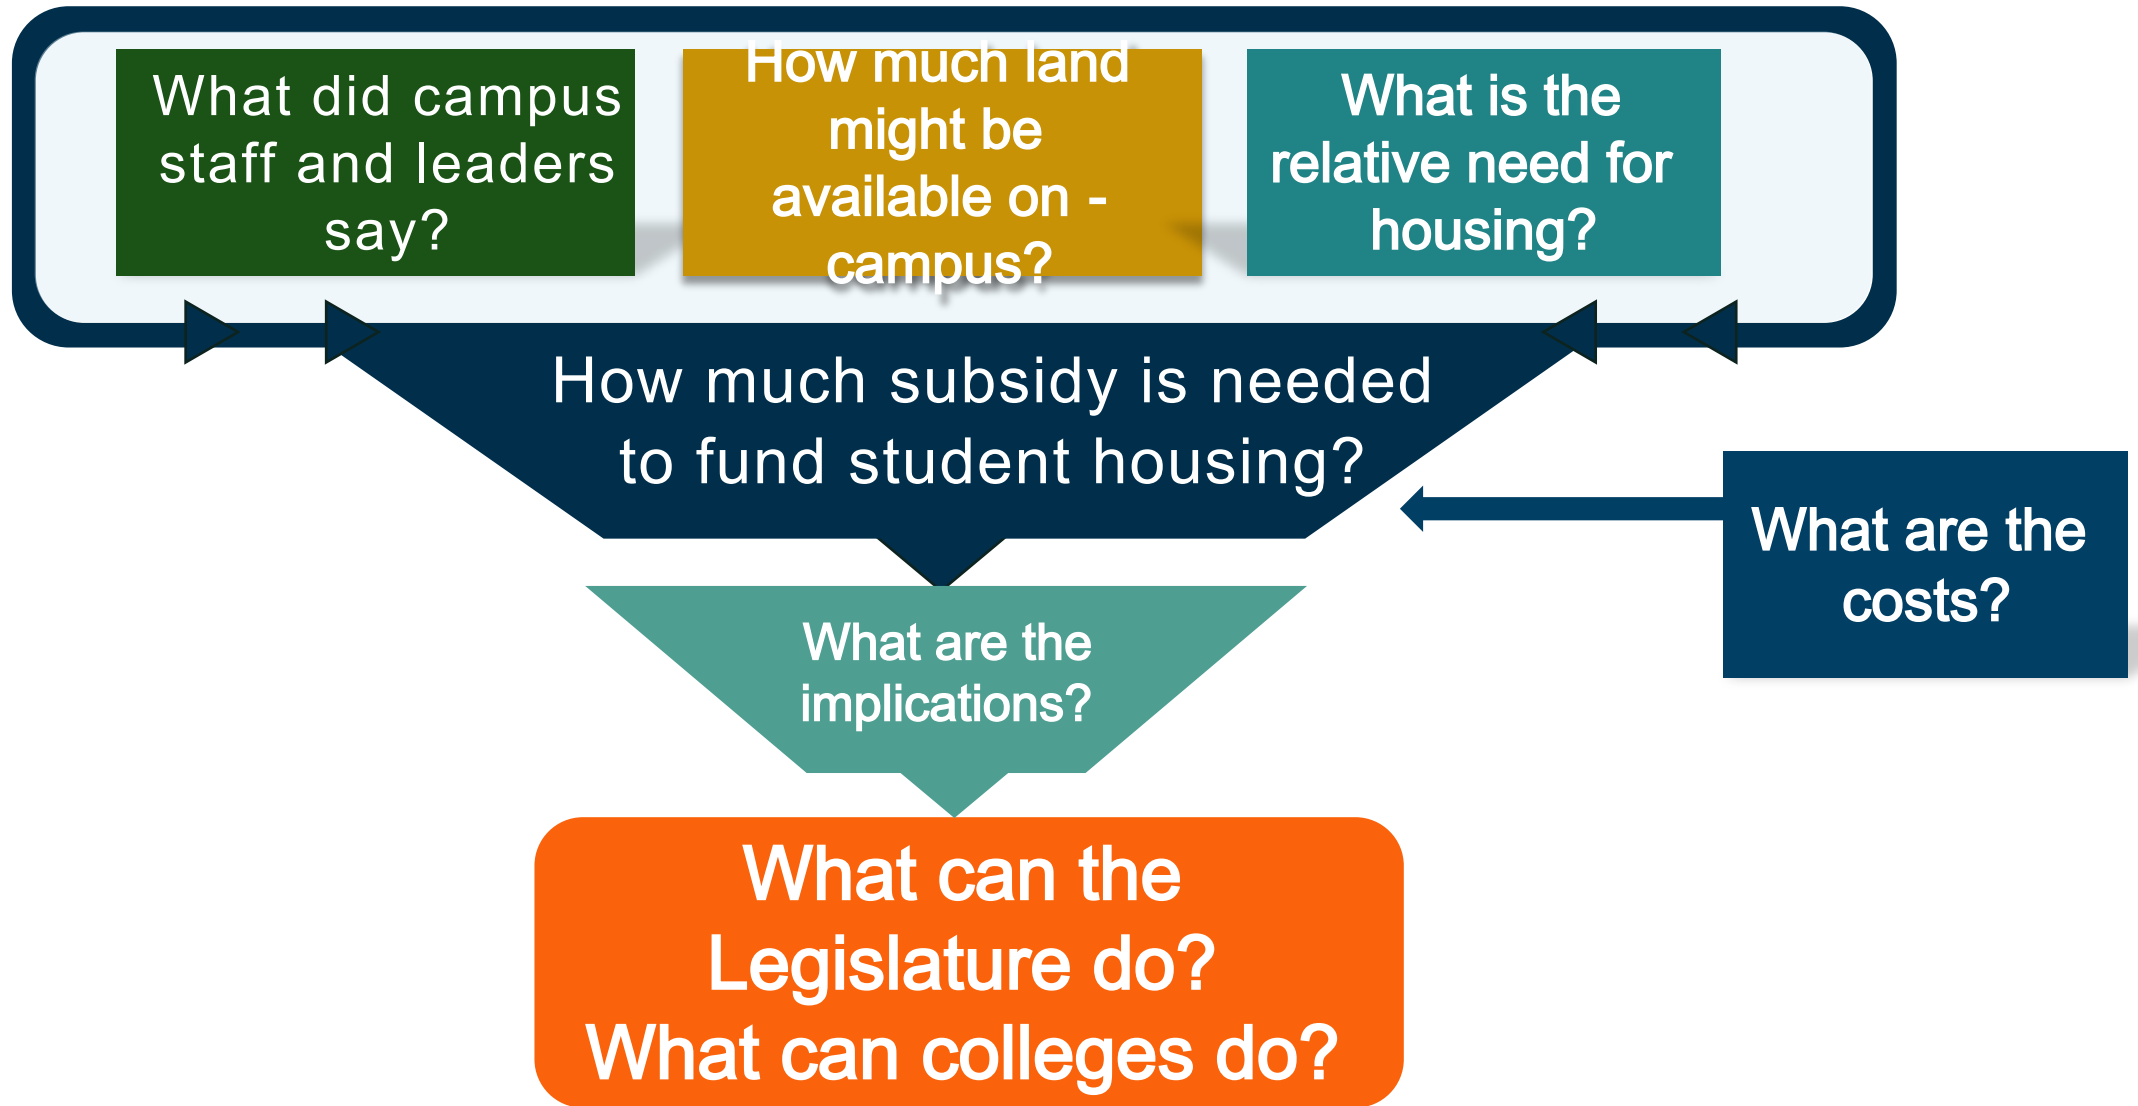 What did campus
staff and leaders
say?
How much land
might be
available on -
campus?
What is the
relative need for
housing?
How much subsidy is needed
to fund student housing?
What are the
costs?
What are the
implications?
What can the
Legislature do?
What can colleges do?